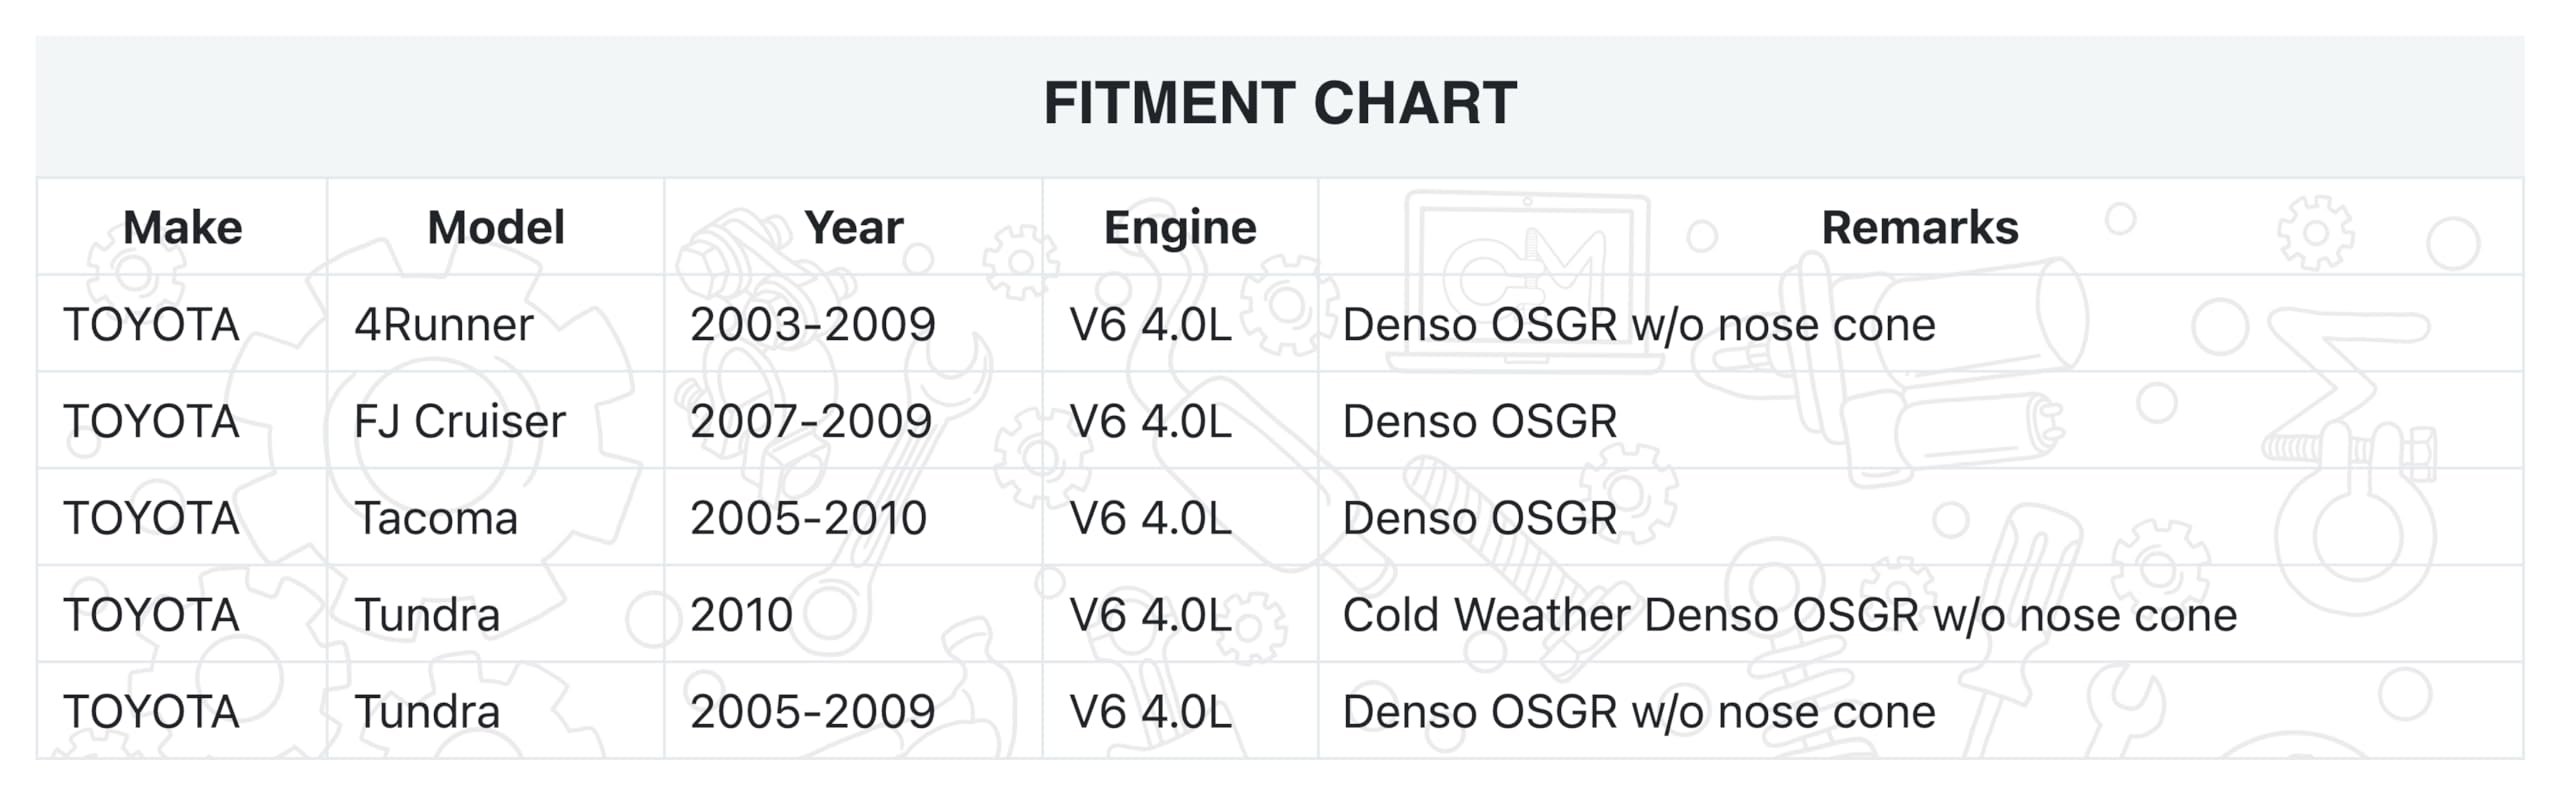 FITMENT CHART
Make Model Year Engine Remarks
TOYOTA 4Runner 2003-2009 V6 4.0L Denso OSGR w/o nose cone
TOYOTA FJ Cruiser 2007-2009 V6 4.0L Denso OSGR
TOYOTA Tacoma 2005-2010 V6 4.0L Denso OSGR
TOYOTA Tundra 2010 V6 4.0L Cold Weather Denso OSGR w/o nose cone
TOYOTA Tundra 2005-2009 V6 4.0L Denso OSGR w/o nose cone